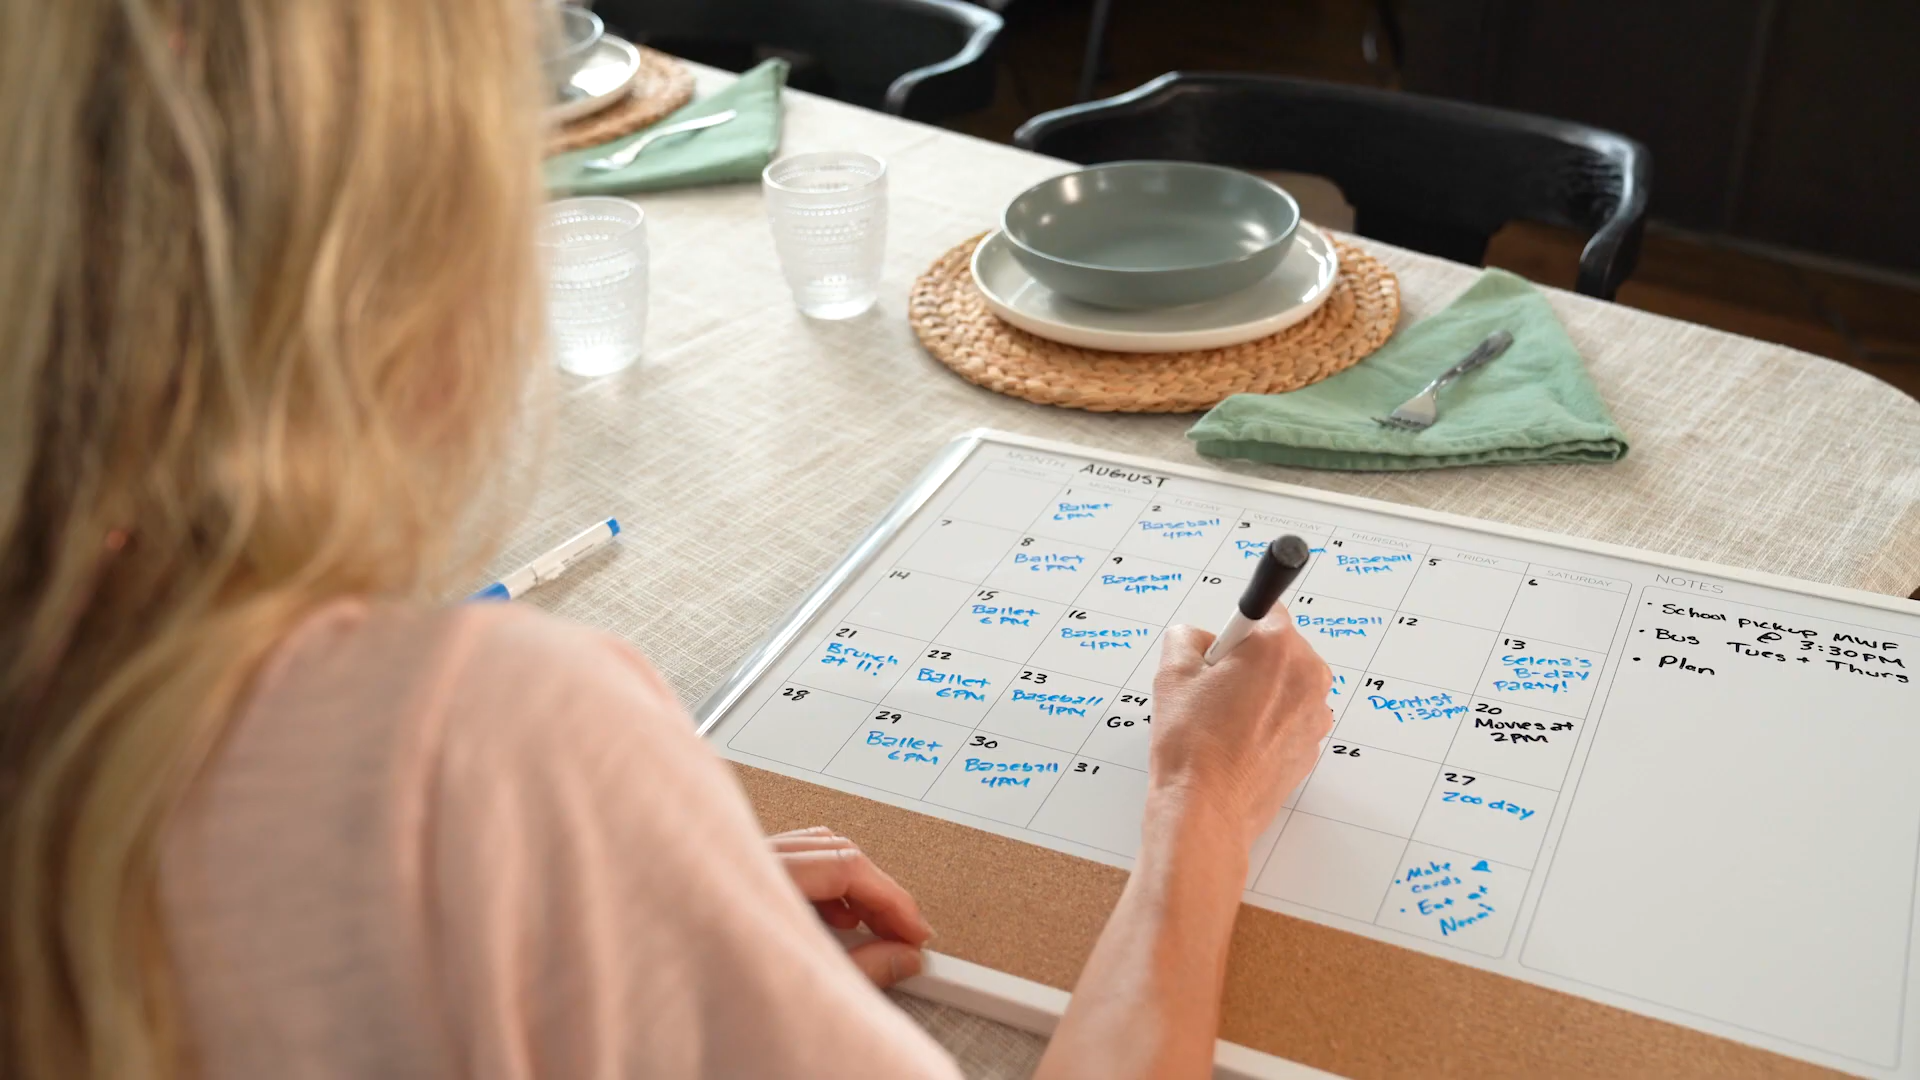 MONTH AUGUST
SUNDAY MONDAY TUESDAY WEDNESDAY THURSDAY FRIDAY SATURDAY
1
Ballet
6PM
2
Baseball
4PM
3
4
Baseball
4PM
5
6
7
8
Ballet
6PM
9
Baseball
4PM
10
11
Baseball
4PM
12
13
Selena's
B-day
Party!
14
15
Ballet
6PM
16
Baseball
4PM
19
Dentist
1:30PM
20
Movies at
2PM
21
Brunch
at 11!
22
Ballet
6PM
23
Baseball
4PM
24
Go
26
27
Zoo day
28
29
Ballet
6PM
30
Baseball
4PM
31
• Make
cards
• Eat at
NOTES
• School pickup MWF
@ 3:30PM
• Bus Tues + Thurs
• Plan